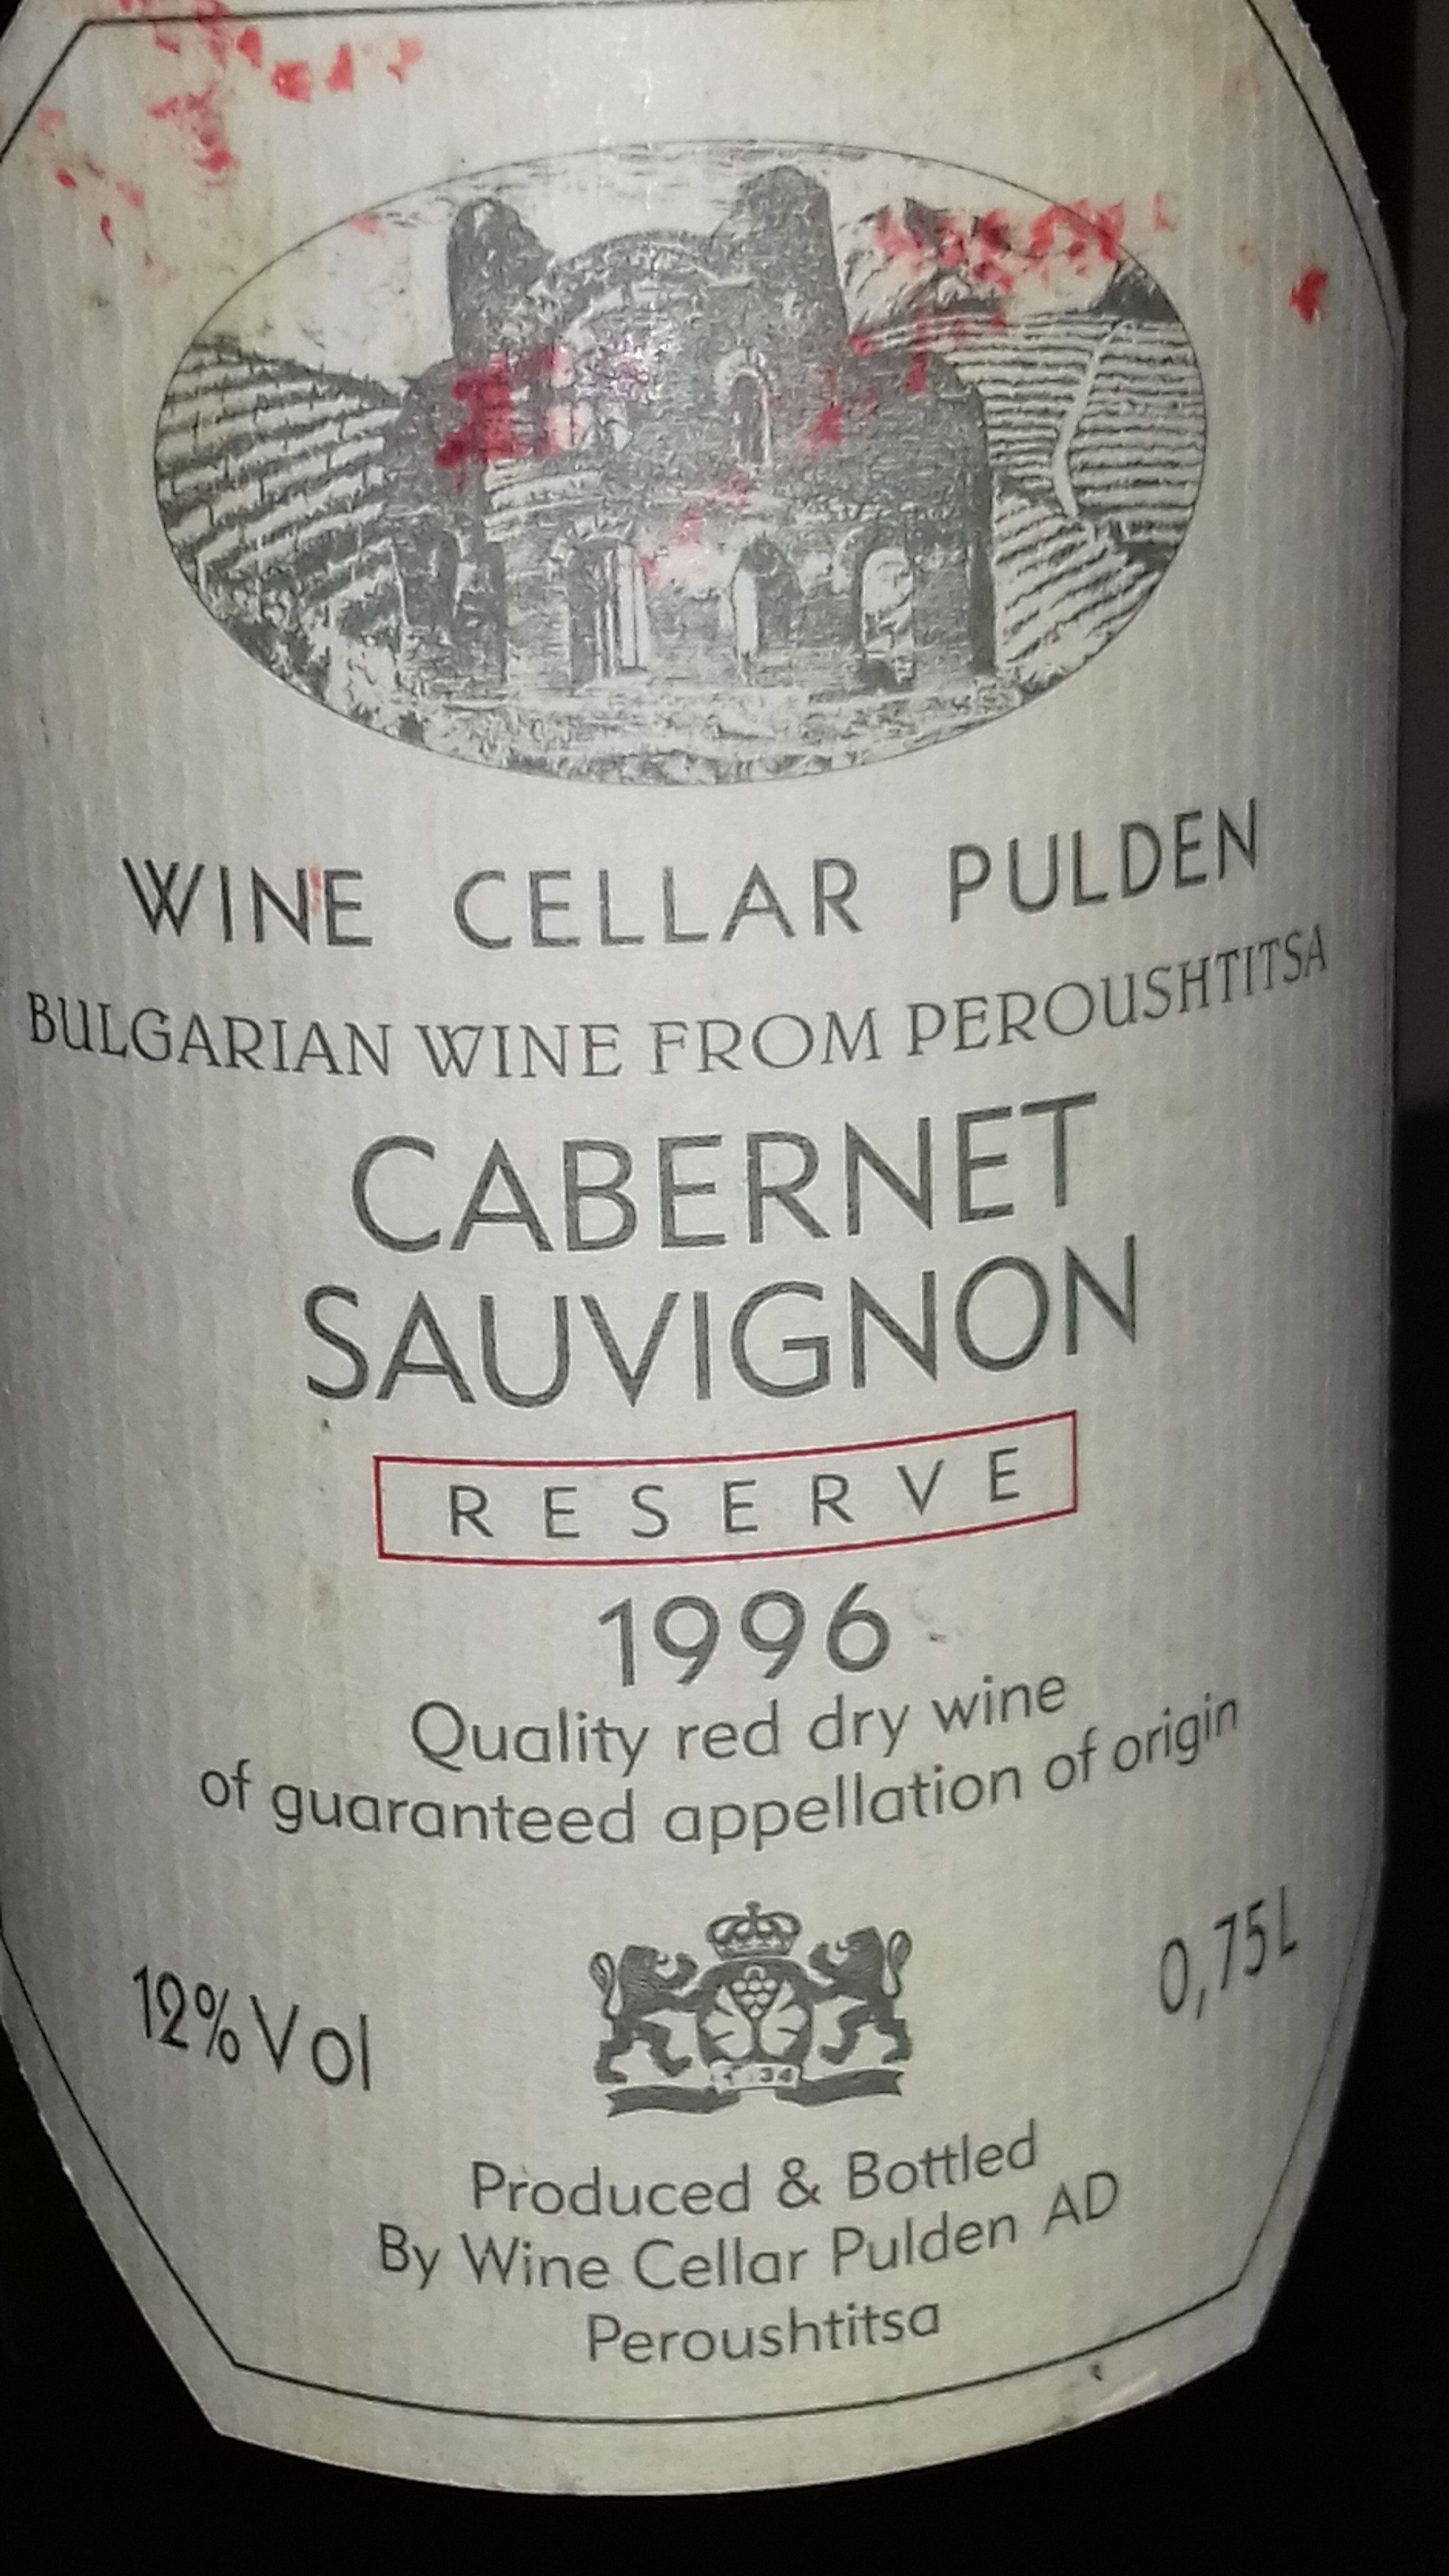 WINE CELLAR PULDEN
BULGARIAN WINE FROM PEROUSHTITSA
CABERNET
SAUVIGNON
RESERVE
1996
Quality red dry wine
of guaranteed appellation of origin
12% Vol
0,75L
Produced & Bottled
By Wine Cellar Pulden AD
Peroushtitsa